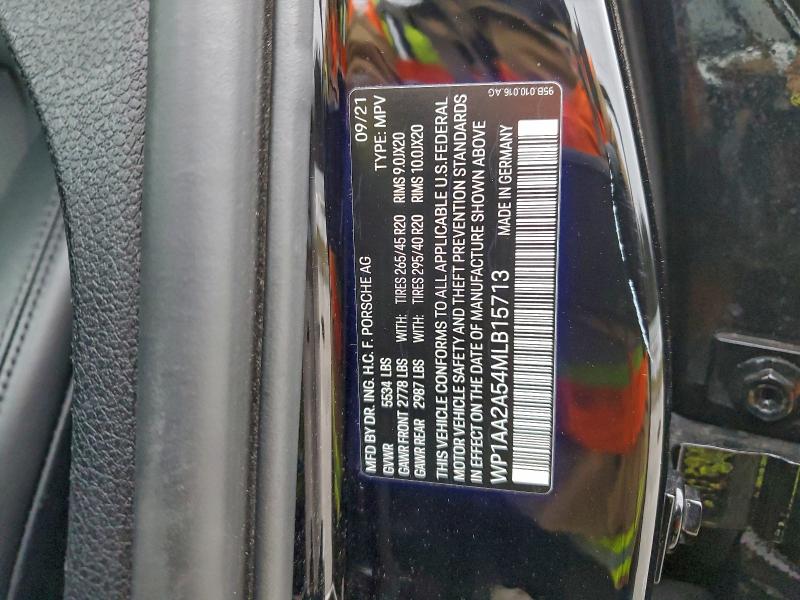 MFD BY DR. ING. H.C. F. PORSCHE AG 09/21
GVWR 5534 LBS TYPE: MPV
GAWR FRONT 2778 LBS WITH: TIRES 265/45 R20 RIMS 9.0JX20
GAWR REAR 2987 LBS WITH: TIRES 295/40 R20 RIMS 10.0JX20
THIS VEHICLE CONFORMS TO ALL APPLICABLE U.S. FEDERAL
MOTOR VEHICLE SAFETY AND THEFT PREVENTION STANDARDS
IN EFFECT ON THE DATE OF MANUFACTURE SHOWN ABOVE
WP1AA2A54MLB15713 MADE IN GERMANY
95B.010.016.AG